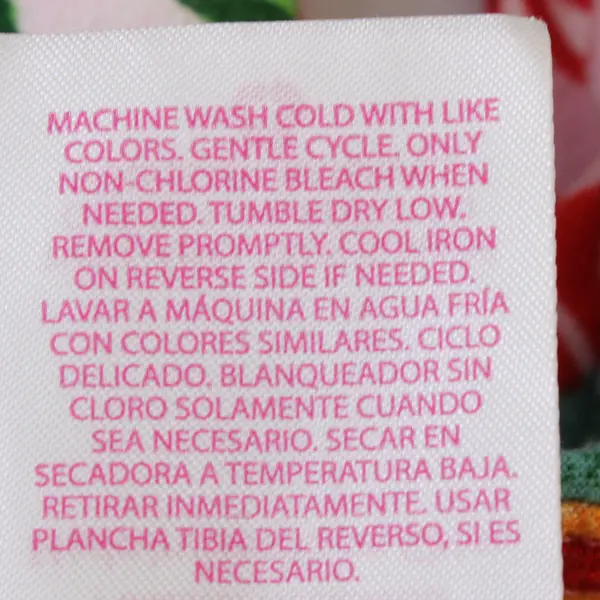 MACHINE WASH COLD WITH LIKE
COLORS. GENTLE CYCLE. ONLY
NON-CHLORINE BLEACH WHEN
NEEDED. TUMBLE DRY LOW.
REMOVE PROMPTLY. COOL IRON
ON REVERSE SIDE IF NEEDED.
LAVAR A MÁQUINA EN AGUA FRÍA
CON COLORES SIMILARES. CICLO
DELICADO. BLANQUEADOR SIN
CLORO SOLAMENTE CUANDO
SEA NECESARIO. SECAR EN
SECADORA A TEMPERATURA BAJA.
RETIRAR INMEDIATAMENTE. USAR
PLANCHA TIBIA DEL REVERSO, SI ES
NECESARIO.